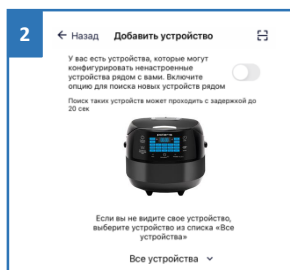 2
← Назад Добавить устройство
У вас есть устройства, которые могут
конфигурировать ненастроенные
устройства рядом с вами. Включите
опцию для поиска новых устройств рядом
Поиск таких устройств может проходить с задержкой до
20 сек
Если вы не видите свое устройство,
выберите устройство из списка «Все
устройства»
Все устройства